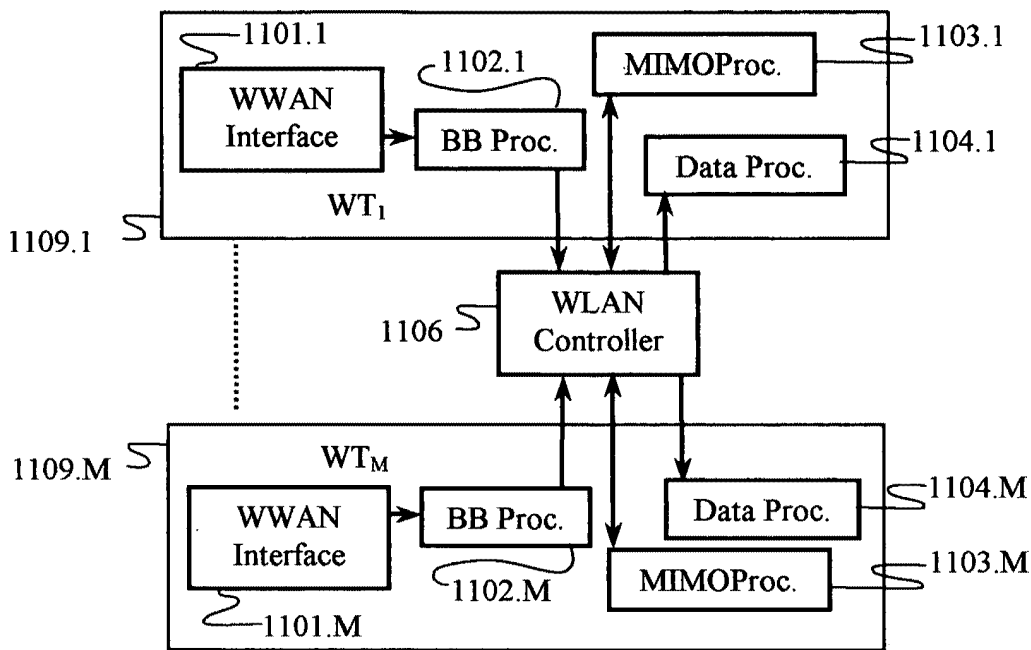 1101.1
1102.1
1103.1
WWAN
Interface
BB Proc.
MIMOProc.
Data Proc.
1104.1
WT₁
1109.1
1106
WLAN
Controller
1109.M
WT_M
WWAN
Interface
BB Proc.
Data Proc.
1104.M
MIMOProc.
1103.M
1102.M
1101.M